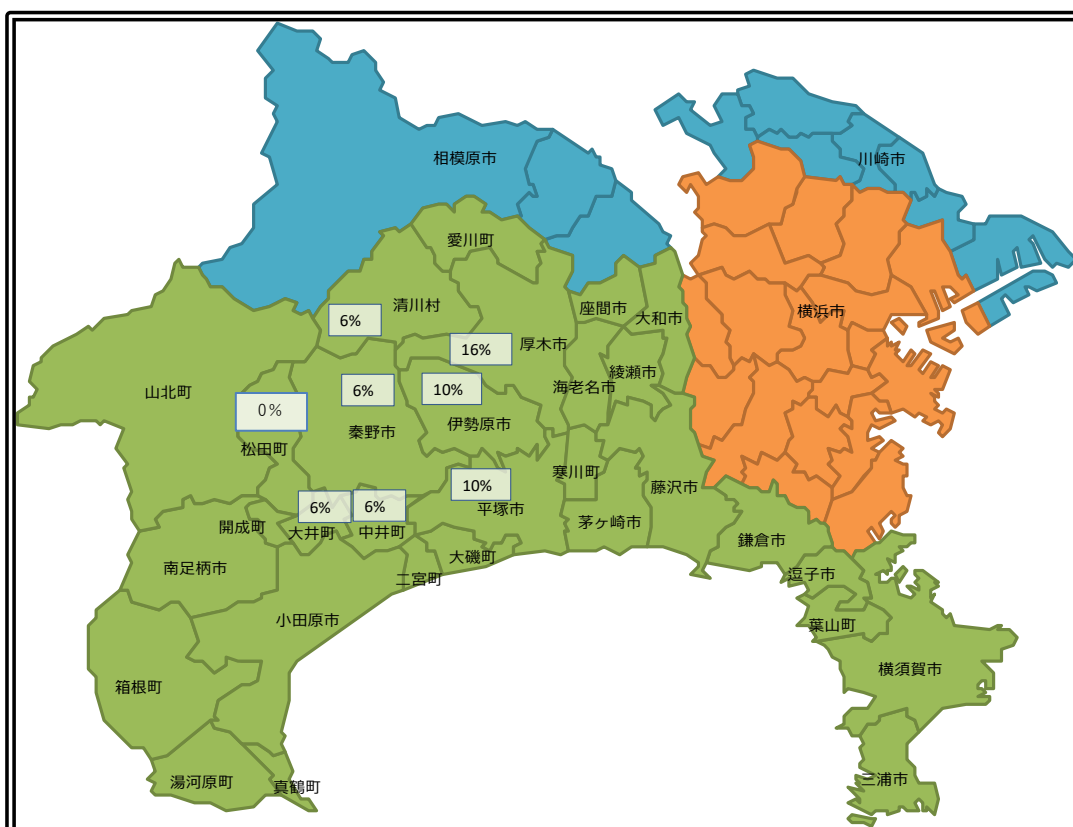 相模原市
川崎市
愛川町
清川村
座間市
大和市
横浜市
6%
16%
厚木市
山北町
綾瀬市
海老名市
6%
10%
0%
秦野市
伊勢原市
松田町
寒川町
藤沢市
10%
平塚市
6%
6%
開成町
大井町
中井町
茅ヶ崎市
鎌倉市
大磯町
南足柄市
二宮町
逗子市
小田原市
葉山町
横須賀市
箱根町
湯河原町
真鶴町
三浦市